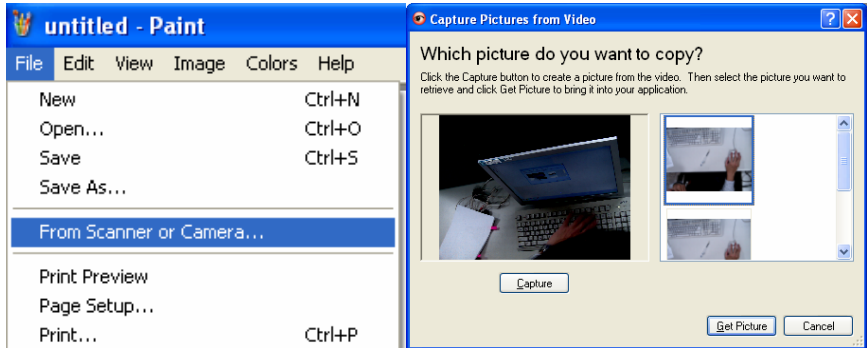 untitled - Paint
File Edit View Image Colors Help
New Ctrl+N
Open... Ctrl+O
Save Ctrl+S
Save As...
From Scanner or Camera...
Print Preview
Page Setup...
Print... Ctrl+P
Capture Pictures from Video
Which picture do you want to copy?
Click the Capture button to create a picture from the video. Then select the picture you want to
retrieve and click Get Picture to bring it into your application.
Capture
Get Picture Cancel